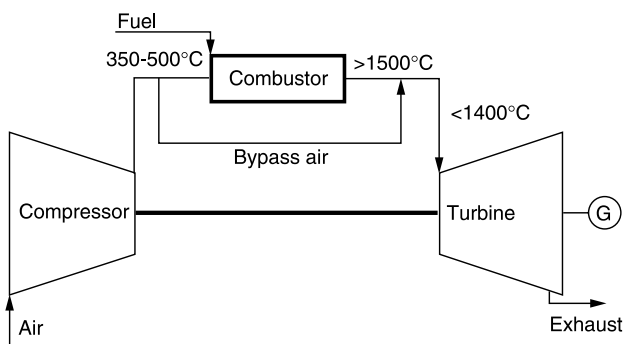 Fuel
350-500°C
Combustor
>1500°C
<1400°C
Bypass air
Compressor
Turbine
G
Air
Exhaust